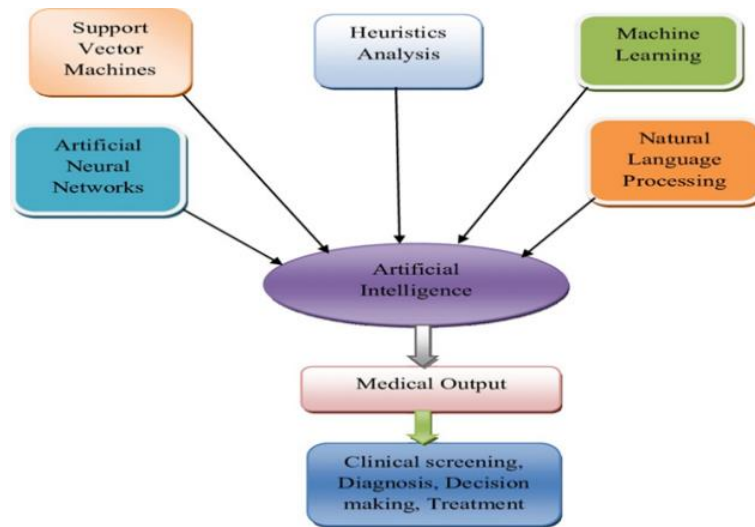 Support
Vector
Machines
Heuristics
Analysis
Machine
Learning
Artificial
Neural
Networks
Natural
Language
Processing
Artificial
Intelligence
Medical Output
Clinical screening,
Diagnosis, Decision
making, Treatment